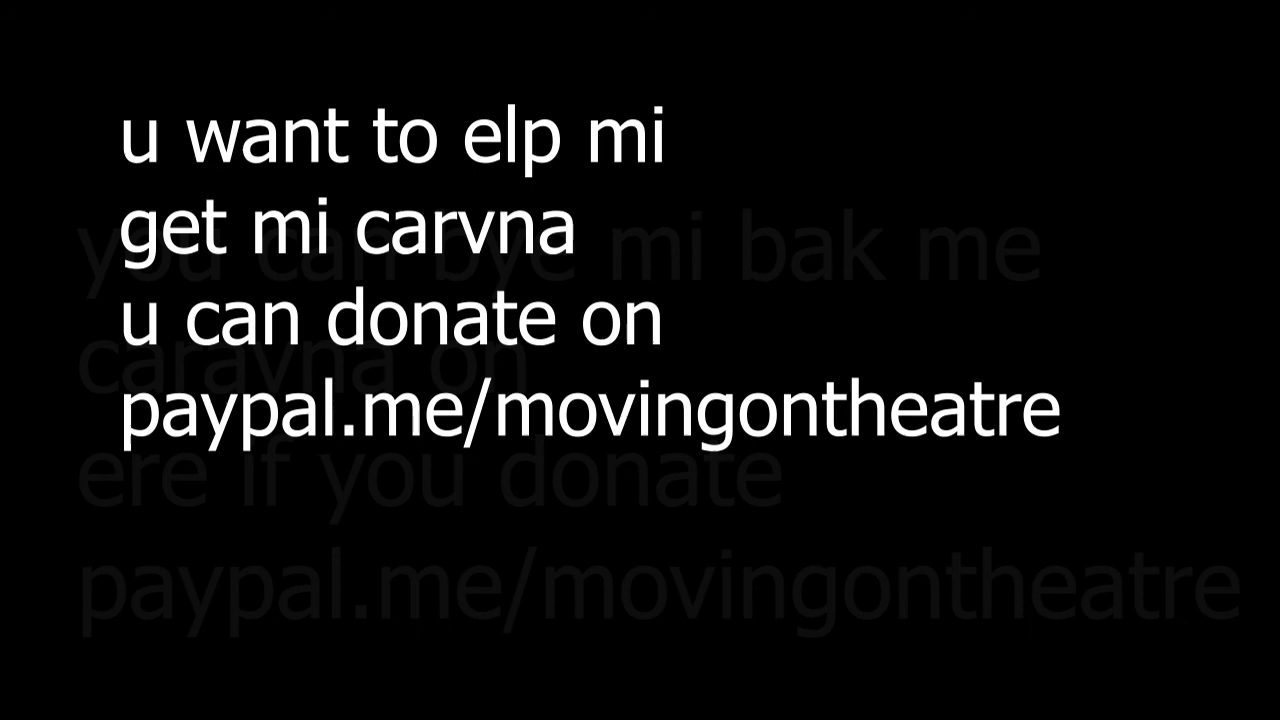 u want to elp mi
get mi carvna
u can donate on
paypal.me/movingontheatre
you can bye mi bak me
caravna on
ere if you donate
paypal.me/movingontheatre